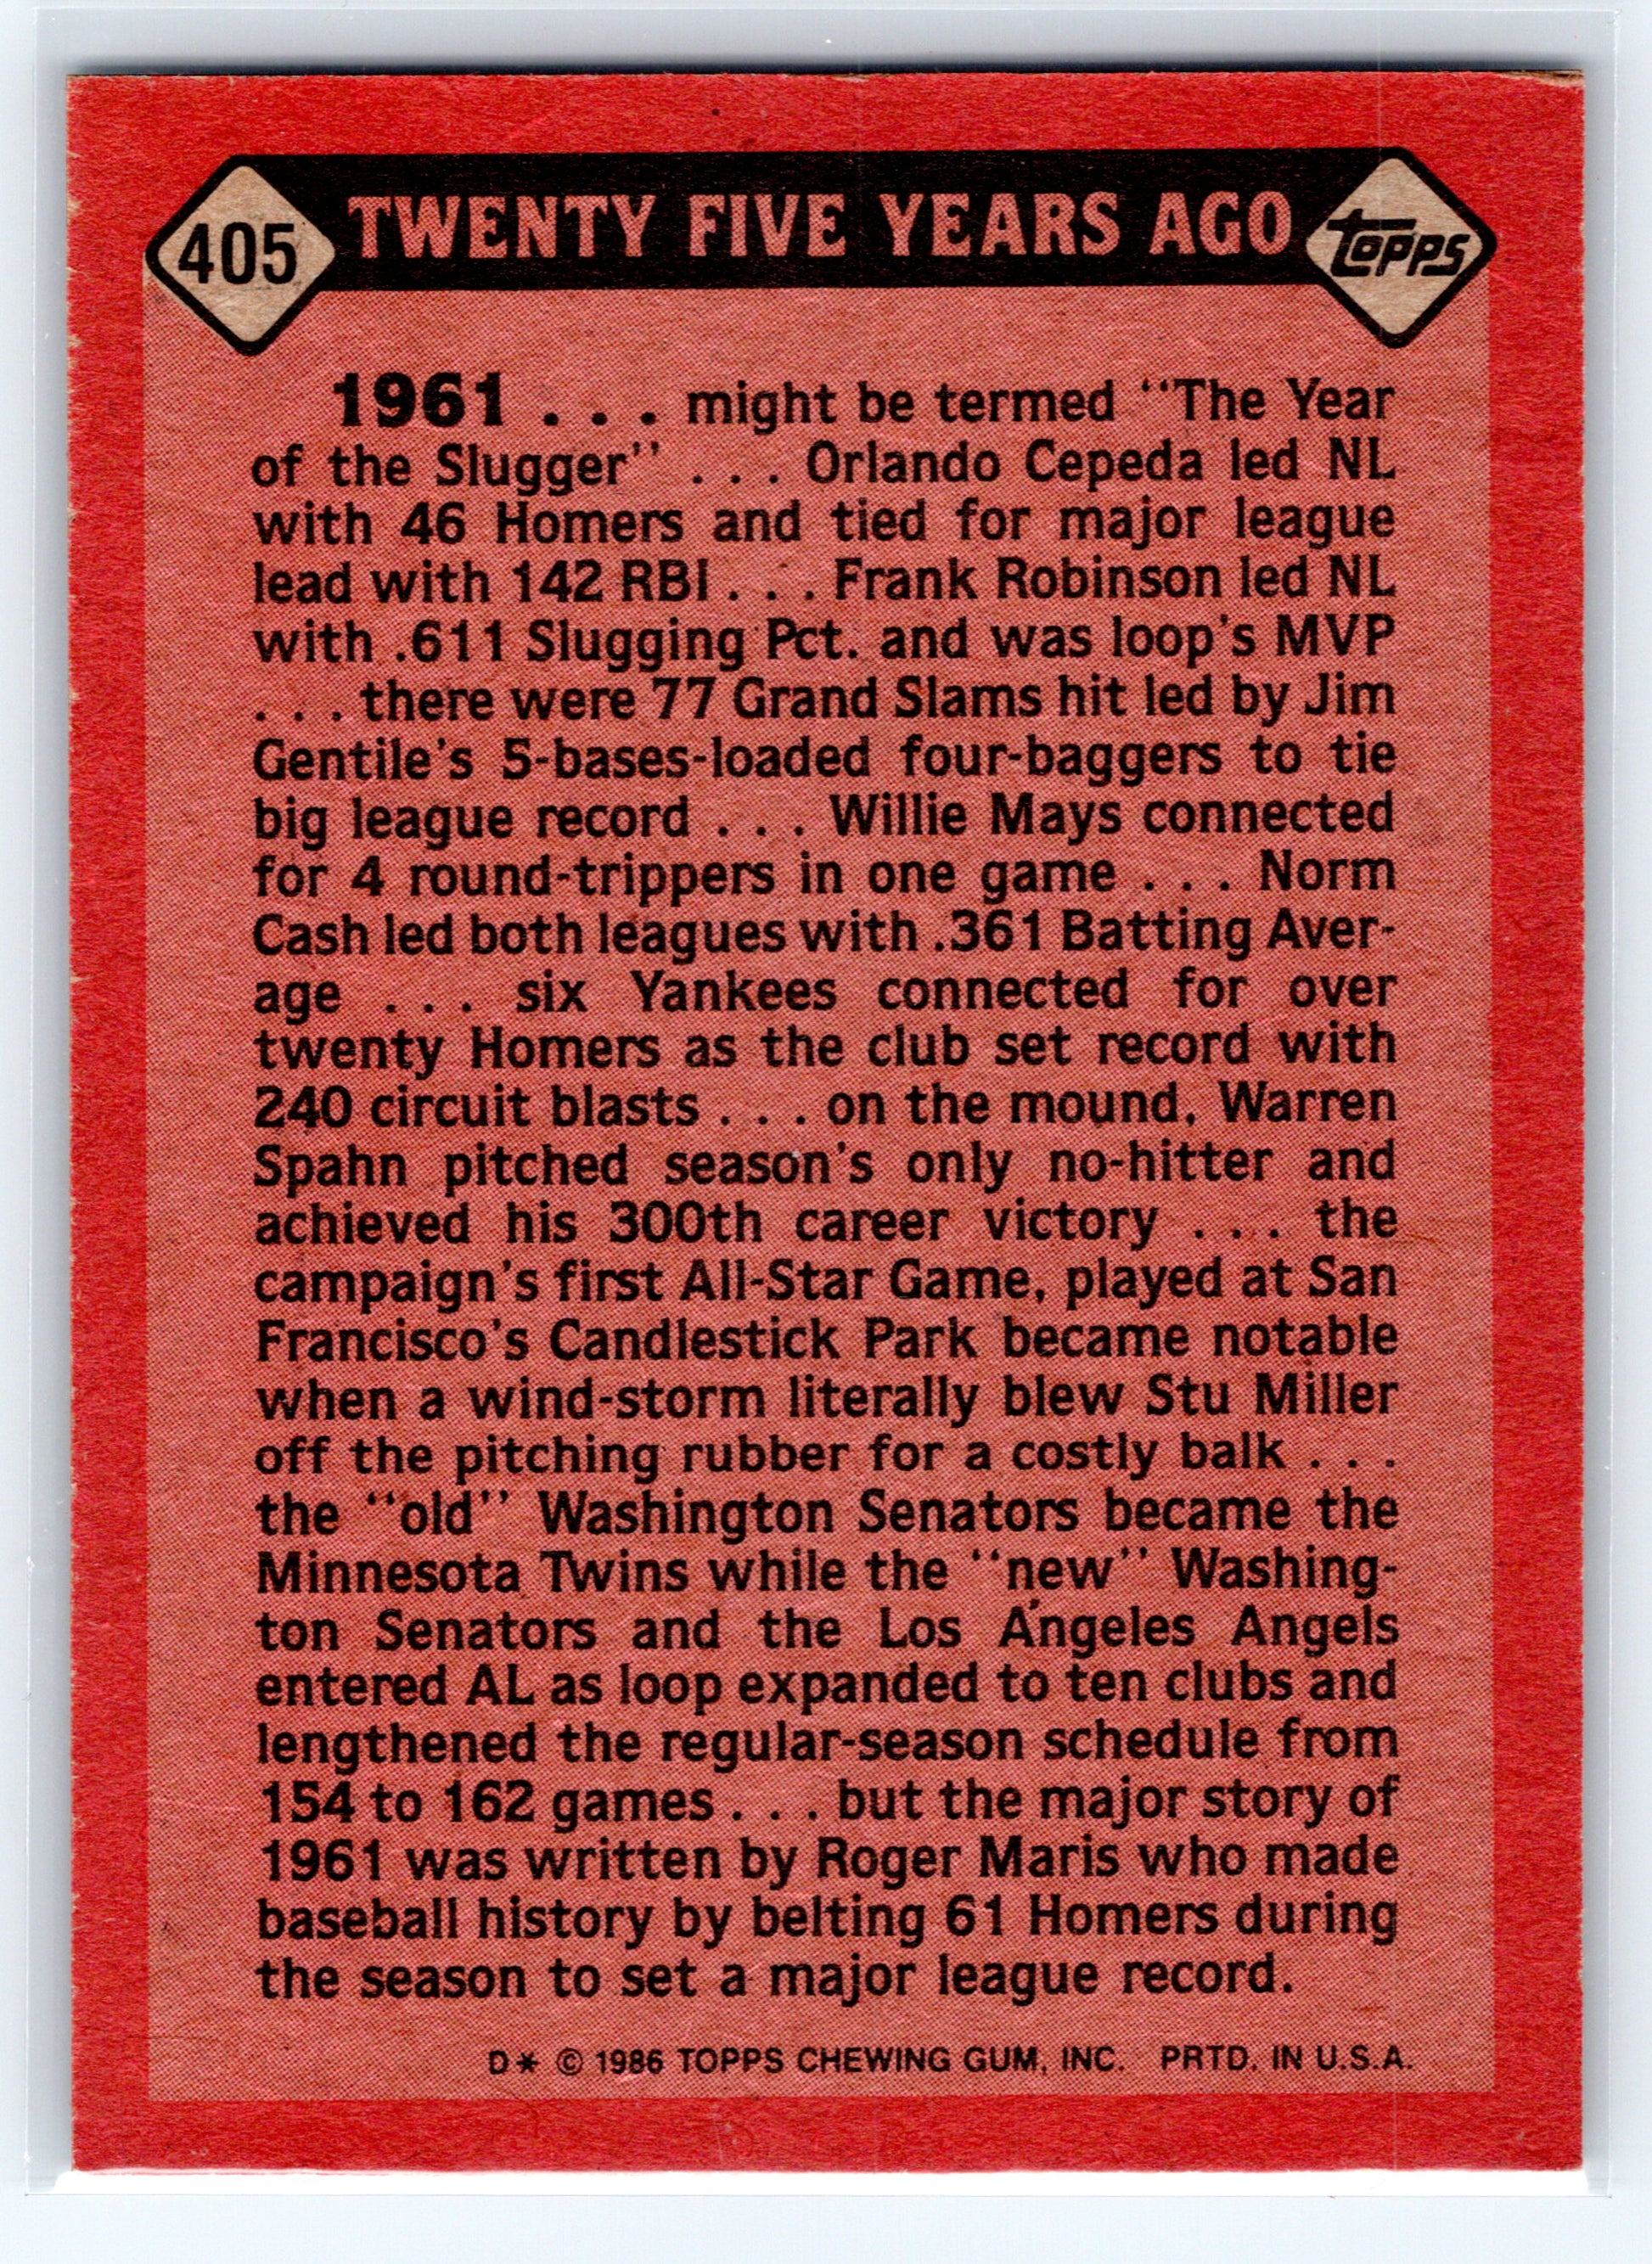 405 TWENTY FIVE YEARS AGO topps
1961 . . . might be termed ‘‘The Year
of the Slugger’’ . . . Orlando Cepeda led NL
with 46 Homers and tied for major league
lead with 142 RBI . . . Frank Robinson led NL
with .611 Slugging Pct. and was loop's MVP
. . . there were 77 Grand Slams hit led by Jim
Gentile's 5-bases-loaded four-baggers to tie
big league record . . . Willie Mays connected
for 4 round-trippers in one game . . . Norm
Cash led both leagues with .361 Batting Aver-
age . . . six Yankees connected for over
twenty Homers as the club set record with
240 circuit blasts . . . on the mound, Warren
Spahn pitched season's only no-hitter and
achieved his 300th career victory . . . the
campaign's first All-Star Game, played at San
Francisco's Candlestick Park became notable
when a wind-storm literally blew Stu Miller
off the pitching rubber for a costly balk . . .
the ‘‘old’’ Washington Senators became the
Minnesota Twins while the ‘‘new’’ Washing-
ton Senators and the Los Angeles Angels
entered AL as loop expanded to ten clubs and
lengthened the regular-season schedule from
154 to 162 games . . . but the major story of
1961 was written by Roger Maris who made
baseball history by belting 61 Homers during
the season to set a major league record.
D* © 1986 TOPPS CHEWING GUM, INC. PRTD. IN U.S.A.